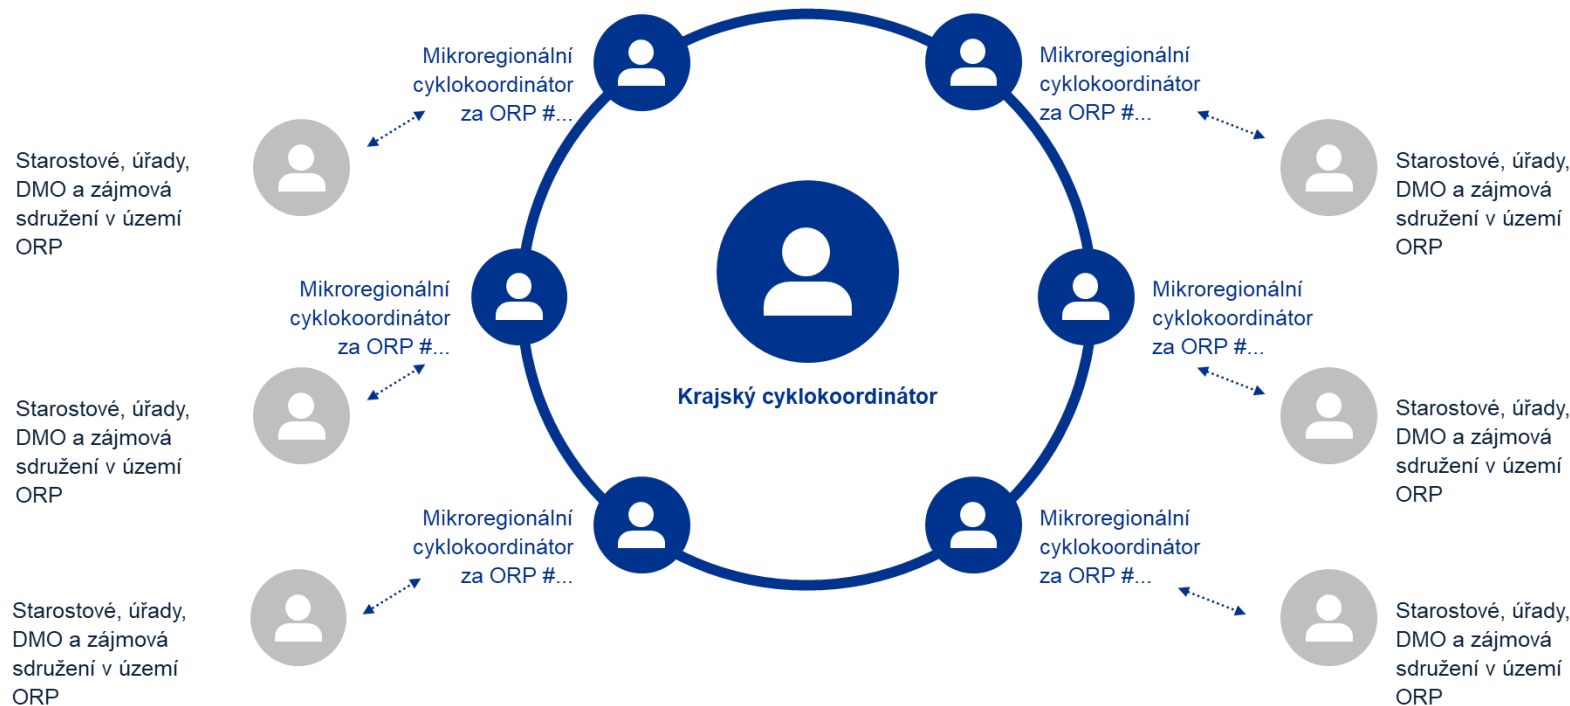 Mikroregionální
cyklokoordinátor
za ORP #...
Mikroregionální
cyklokoordinátor
za ORP #...
Starostové, úřady,
DMO a zájmová
sdružení v území
ORP
Starostové, úřady,
DMO a zájmová
sdružení v území
ORP
Mikroregionální
cyklokoordinátor
za ORP #...
Mikroregionální
cyklokoordinátor
za ORP #...
Krajský cyklokoordinátor
Starostové, úřady,
DMO a zájmová
sdružení v území
ORP
Starostové, úřady,
DMO a zájmová
sdružení v území
ORP
Mikroregionální
cyklokoordinátor
za ORP #...
Mikroregionální
cyklokoordinátor
za ORP #...
Starostové, úřady,
DMO a zájmová
sdružení v území
ORP
Starostové, úřady,
DMO a zájmová
sdružení v území
ORP